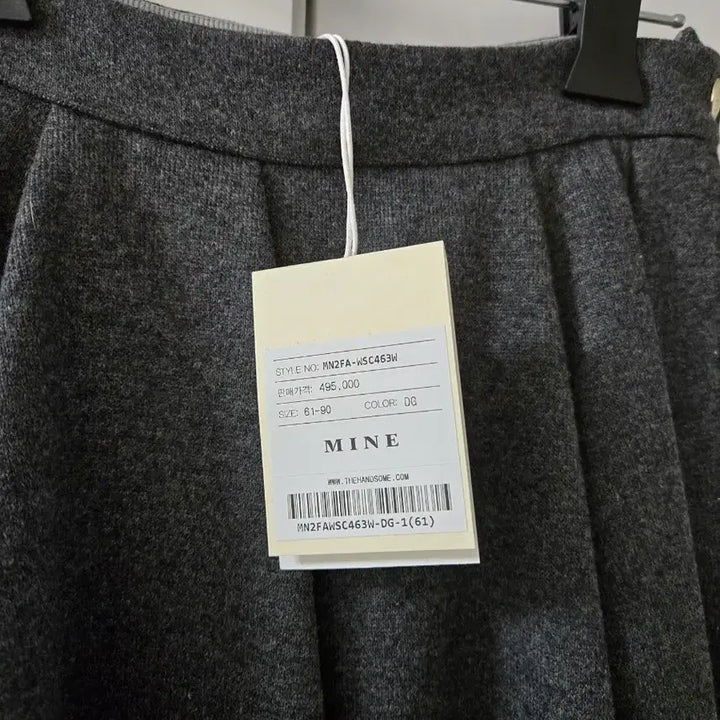 STYLE NO: MN2FA-WSC463W
판매가격: 495,000
SIZE: 61-90 COLOR: DG
MINE
WWW.THEHANDSOME.COM
MN2FAWSC463W-DG-1(61)